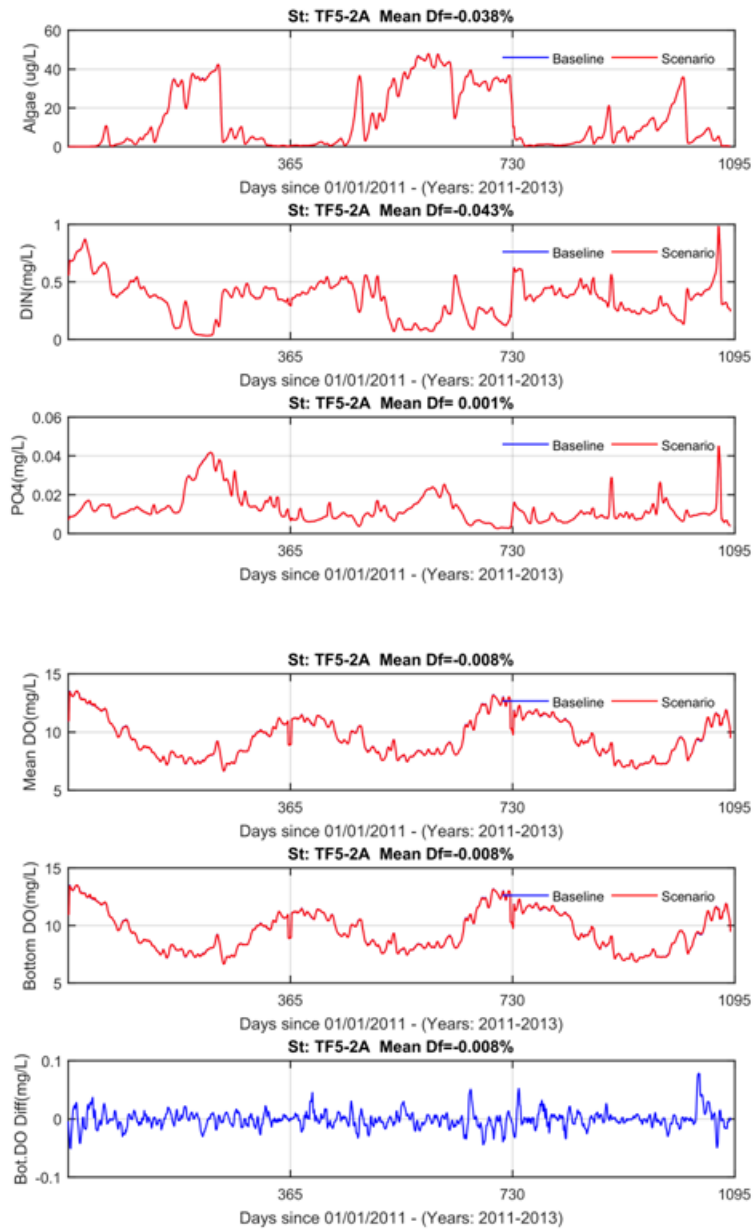 St: TF5-2A Mean Df=-0.038%
60
40
20
0
Algae (ug/L)
Baseline Scenario
365 730 1095
Days since 01/01/2011 - (Years: 2011-2013)
St: TF5-2A Mean Df=-0.043%
1
0.5
0
DIN(mg/L)
Baseline Scenario
365 730 1095
Days since 01/01/2011 - (Years: 2011-2013)
St: TF5-2A Mean Df= 0.001%
0.06
0.04
0.02
0
PO4(mg/L)
Baseline Scenario
365 730 1095
Days since 01/01/2011 - (Years: 2011-2013)
St: TF5-2A Mean Df=-0.008%
15
10
5
Mean DO(mg/L)
Baseline Scenario
365 730 1095
Days since 01/01/2011 - (Years: 2011-2013)
St: TF5-2A Mean Df=-0.008%
15
10
5
Bottom DO(mg/L)
Baseline Scenario
365 730 1095
Days since 01/01/2011 - (Years: 2011-2013)
St: TF5-2A Mean Df=-0.008%
0.1
0
-0.1
Bot.DO Diff(mg/L)
365 730 1095
Days since 01/01/2011 - (Years: 2011-2013)